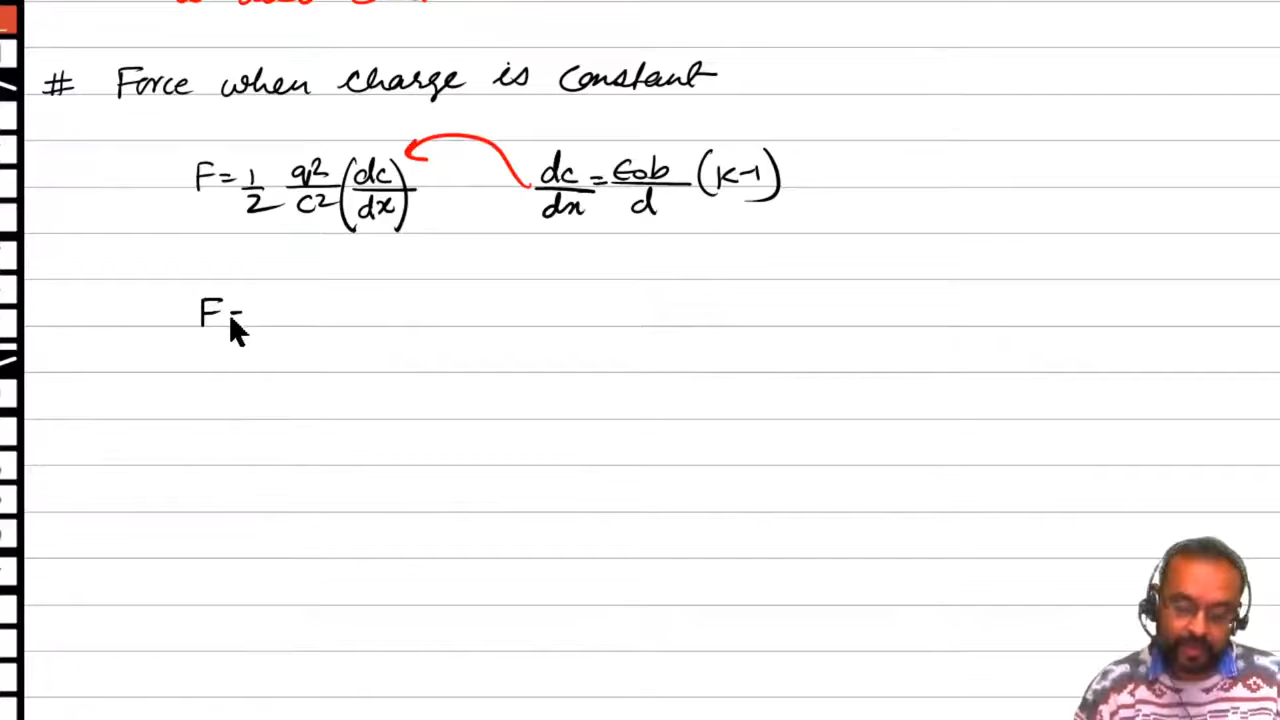 # Force when charge is constant
F = 1/2 q²/c² (dc/dx) dc/dx = ε₀b/d (K-1)
F =